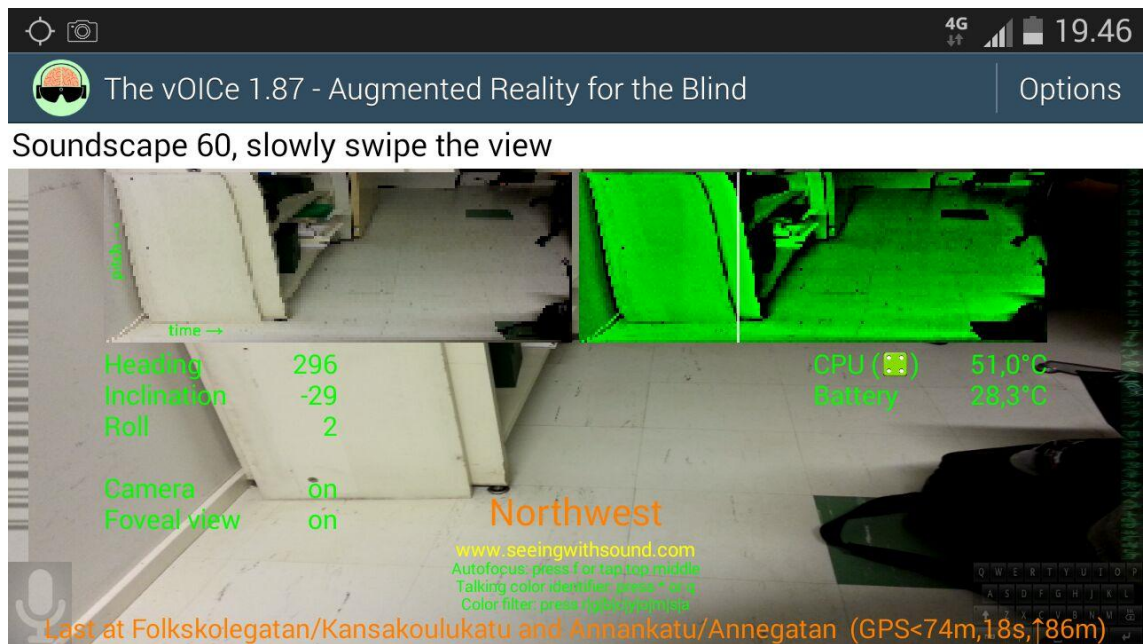 4G 19.46
The vOICe 1.87 - Augmented Reality for the Blind
Options
Soundscape 60, slowly swipe the view
pitch →
time →
Heading 296
Inclination -29
Roll 2
Camera on
Foveal view on
CPU ( ) 51,0°C
Battery 28,3°C
Northwest
www.seeingwithsound.com
Autofocus: press f or tap top middle
Talking color identifier: press * or q
Color filter: press
Last at Folkskolegatan/Kansakoulukatu and Annankatu/Annegatan (GPS<74m,18s,↑86m)
Q W E R T Y U I O P
A S D F G H J K L
Z X C V B N M